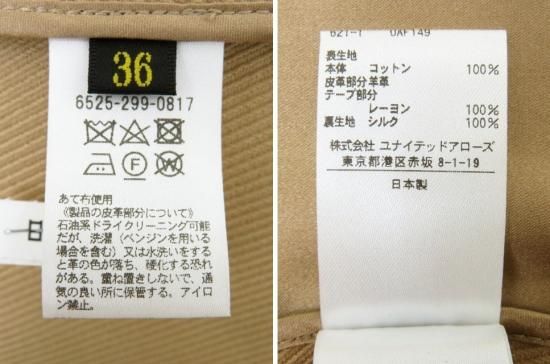 36
6525-299-0817
あて布使用
《製品の皮革部分について》
石油系ドライクリーニング可能
だが、洗濯(ベンジンを用いる
場合を含む)又は水洗いをする
と革の色が落ち、硬化する恐れ
がある。重ね置きしないで、通
気の良い所に保管する。アイロ
ン禁止。
621-1 UAF149
表生地
本体 コットン 100%
皮革部分羊革
テープ部分
レーヨン 100%
裏生地 シルク 100%
株式会社 ユナイテッドアローズ
東京都港区赤坂 8-1-19
日本製